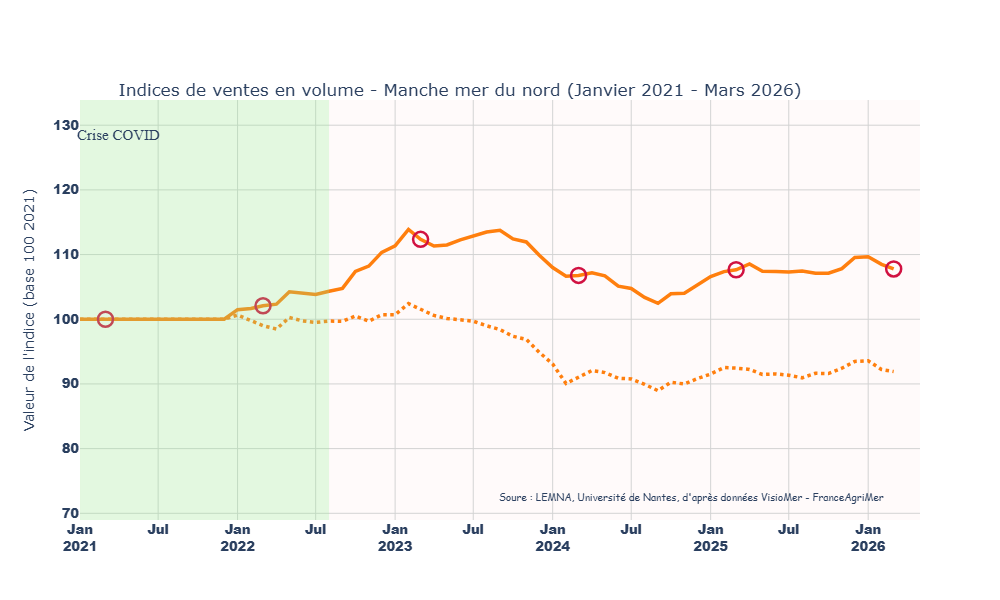 Indices de ventes en volume - Manche mer du nord (Janvier 2021 - Mars 2026)
Valeur de l'indice (base 100 2021)
130
Crise COVID
120
110
100
90
80
Soure : LEMNA, Université de Nantes, d'après données VisioMer - FranceAgriMer
70
Jan Jul Jan Jul Jan Jul Jan Jul Jan Jul Jan
2021 2022 2023 2024 2025 2026